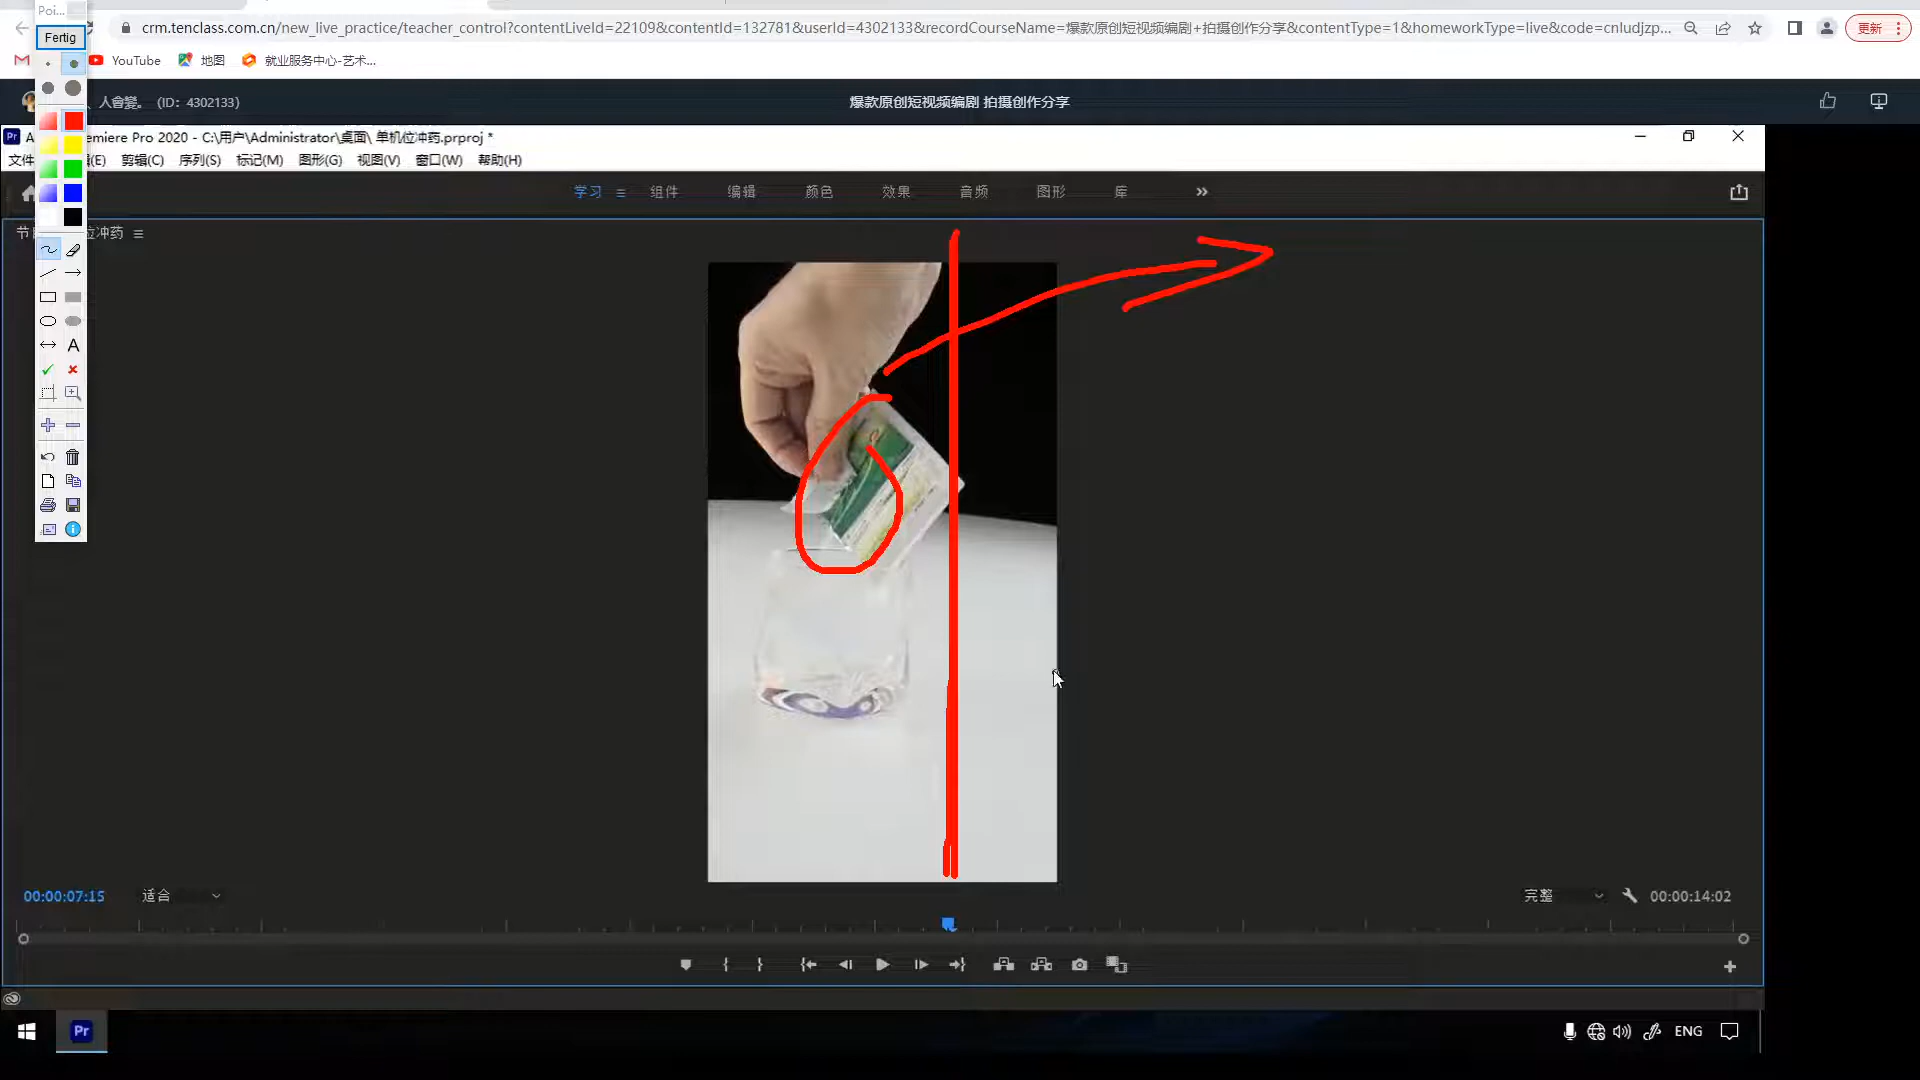 Poi...
Fertig
crm.tenclass.com.cn/new_live_practice/teacher_control?contentLiveId=22109&contentId=132781&userId=4302133&recordCourseName=爆款原创短视频编剧+拍摄创作分享&contentType=1&homeworkType=live&code=cnludjzp...
更新
YouTube
地图
就业服务中心-艺术...
人會變。 (ID: 4302133)
爆款原创短视频编剧 拍摄创作分享
Pr A
emiere Pro 2020 - C:\用户\Administrator\桌面\ 单机位冲药.prproj *
文件
(E) 剪辑(C) 序列(S) 标记(M) 图形(G) 视图(V) 窗口(W) 帮助(H)
学习 组件 编辑 颜色 效果 音频 图形 库
节
位冲药
A
00:00:07:15 适合
完整 00:00:14:02
Pr
ENG